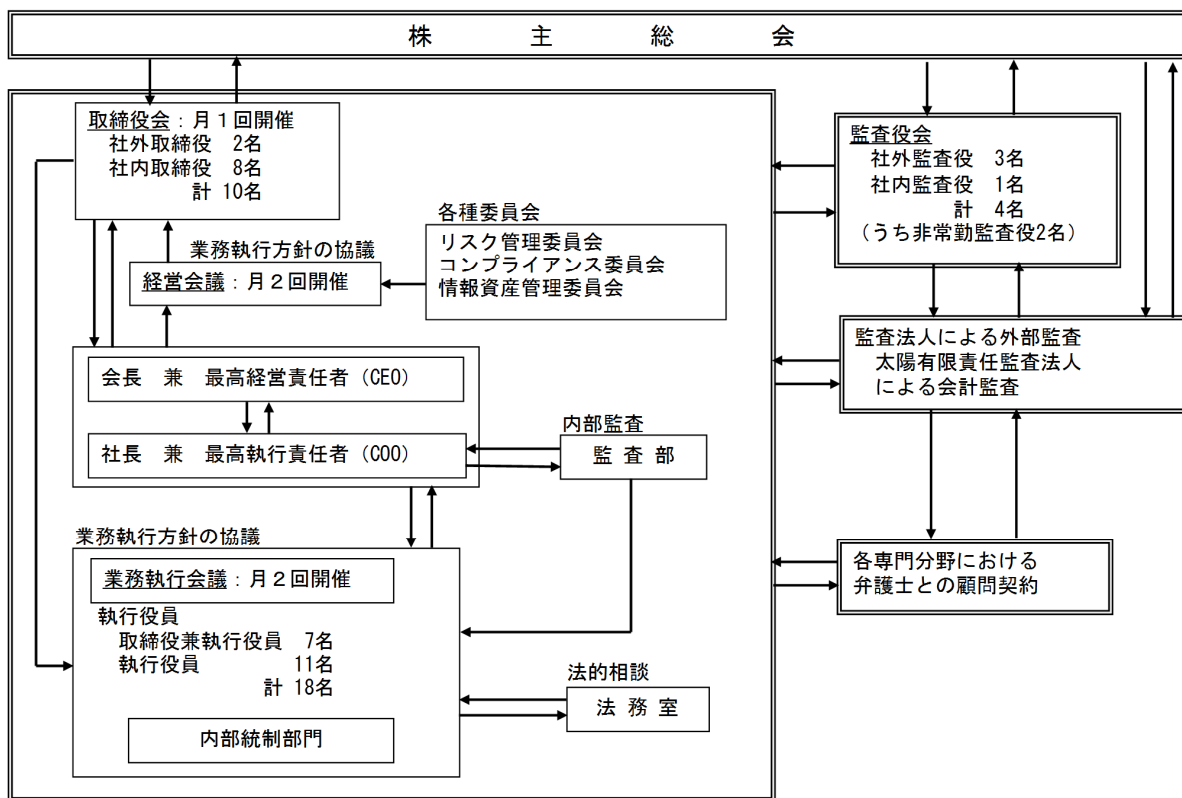 株主総会
取締役会：月１回開催
社外取締役 2名
社内取締役 8名
計 10名
業務執行方針の協議
経営会議：月２回開催
各種委員会
リスク管理委員会
コンプライアンス委員会
情報資産管理委員会
会長 兼 最高経営責任者（CEO）
社長 兼 最高執行責任者（COO）
内部監査
監査部
業務執行方針の協議
業務執行会議：月２回開催
執行役員
取締役兼執行役員 7名
執行役員 11名
計 18名
内部統制部門
法的相談
法務室
監査役会
社外監査役 3名
社内監査役 1名
計 4名
（うち非常勤監査役2名）
監査法人による外部監査
太陽有限責任監査法人
による会計監査
各専門分野における
弁護士との顧問契約